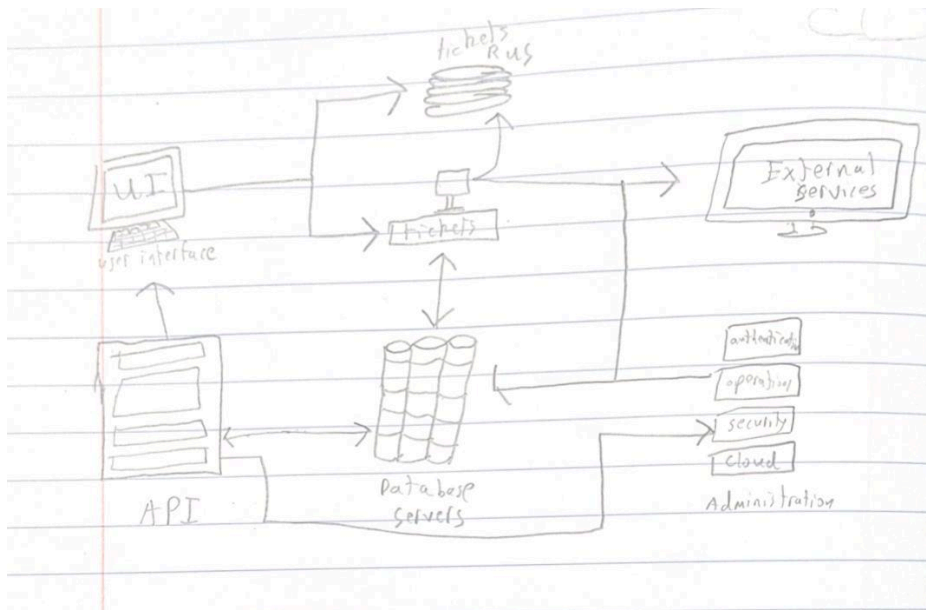 tickets
R US
UI
user interface
tickets
External
Services
authentication
operations
security
cloud
Administration
API
Database
Servers